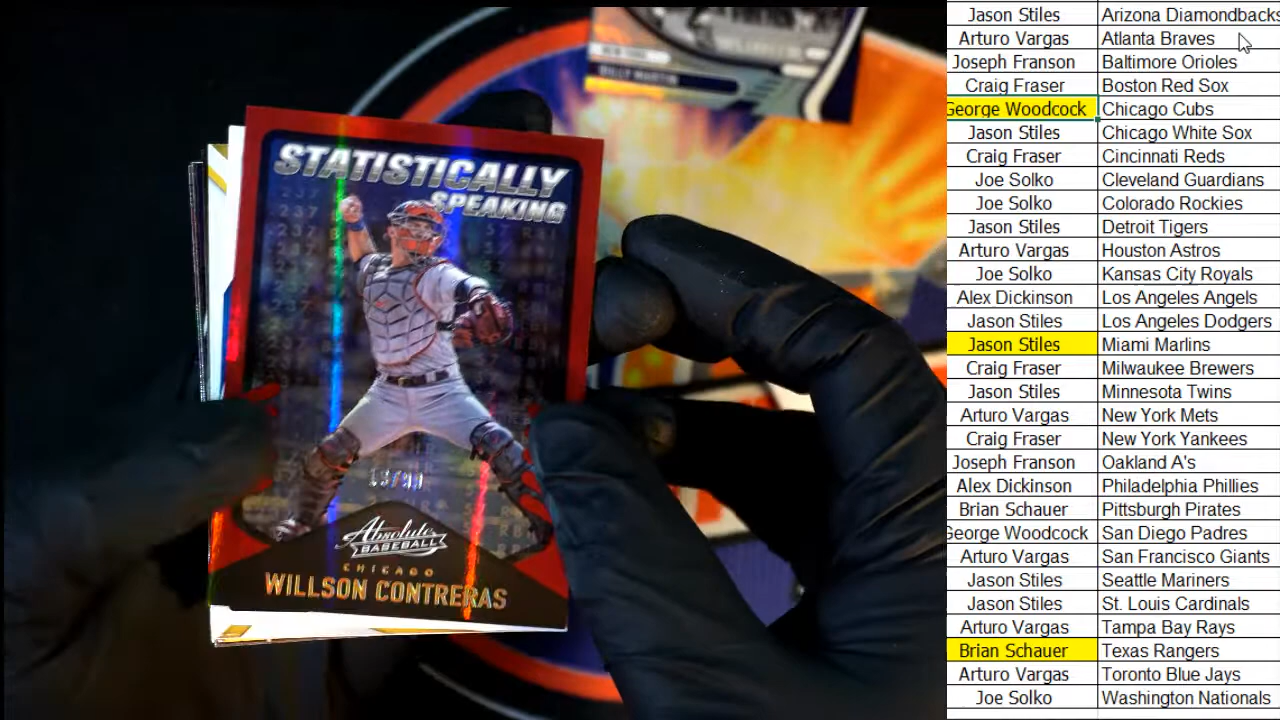 BILLY MARTIN
STATISTICALLY
SPEAKING
Absolute
BASEBALL
CHICAGO
WILLSON CONTRERAS
Jason Stiles Arizona Diamondbacks
Arturo Vargas Atlanta Braves
Joseph Franson Baltimore Orioles
Craig Fraser Boston Red Sox
George Woodcock Chicago Cubs
Jason Stiles Chicago White Sox
Craig Fraser Cincinnati Reds
Joe Solko Cleveland Guardians
Joe Solko Colorado Rockies
Jason Stiles Detroit Tigers
Arturo Vargas Houston Astros
Joe Solko Kansas City Royals
Alex Dickinson Los Angeles Angels
Jason Stiles Los Angeles Dodgers
Jason Stiles Miami Marlins
Craig Fraser Milwaukee Brewers
Jason Stiles Minnesota Twins
Arturo Vargas New York Mets
Craig Fraser New York Yankees
Joseph Franson Oakland A's
Alex Dickinson Philadelphia Phillies
Brian Schauer Pittsburgh Pirates
George Woodcock San Diego Padres
Arturo Vargas San Francisco Giants
Jason Stiles Seattle Mariners
Jason Stiles St. Louis Cardinals
Arturo Vargas Tampa Bay Rays
Brian Schauer Texas Rangers
Arturo Vargas Toronto Blue Jays
Joe Solko Washington Nationals